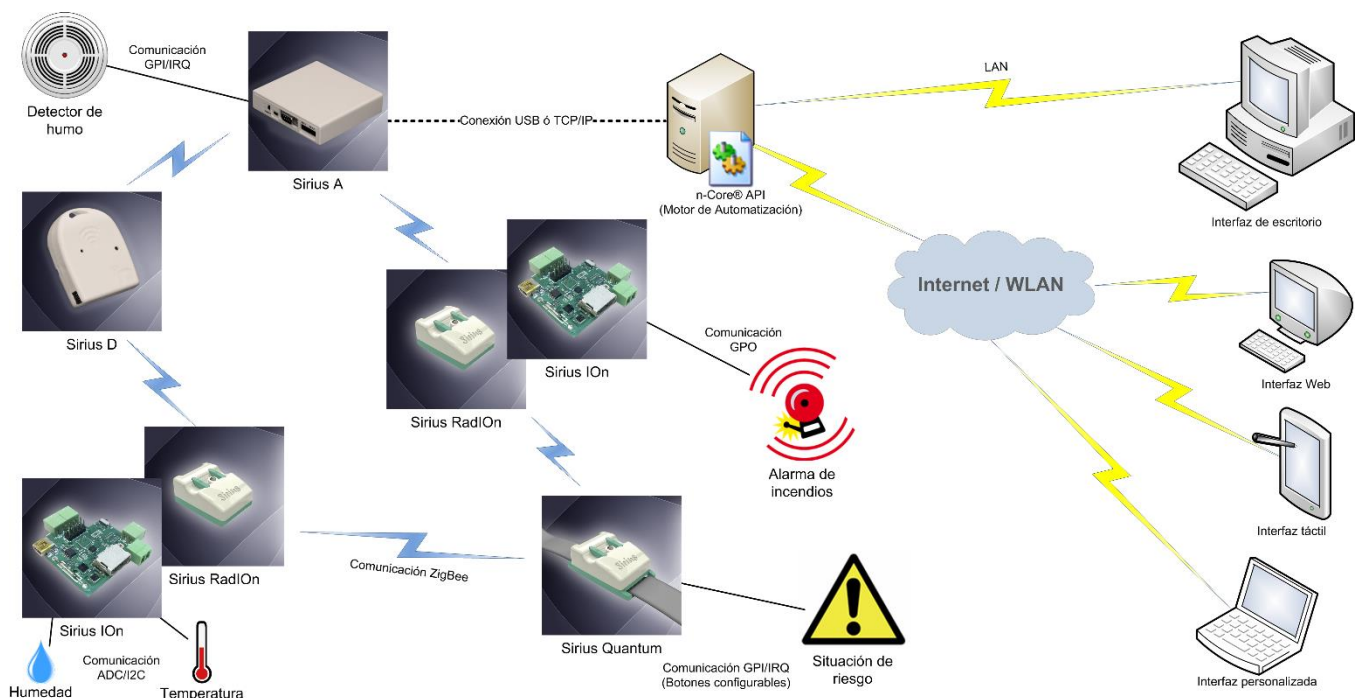 Comunicación
GPI/IRQ
Detector de
humo
Sirius A
Conexión USB ó TCP/IP
n-Core® API
(Motor de Automatización)
LAN
Interfaz de escritorio
Sirius D
Sirius RadIOn
Sirius IOn
Comunicación
GPO
Alarma de
incendios
Internet / WLAN
Interfaz Web
Interfaz táctil
Interfaz personalizada
Sirius RadIOn
Sirius IOn
Comunicación ZigBee
Sirius Quantum
Comunicación GPI/IRQ
(Botones configurables)
Situación de
riesgo
Humedad
Comunicación
ADC/I2C
Temperatura